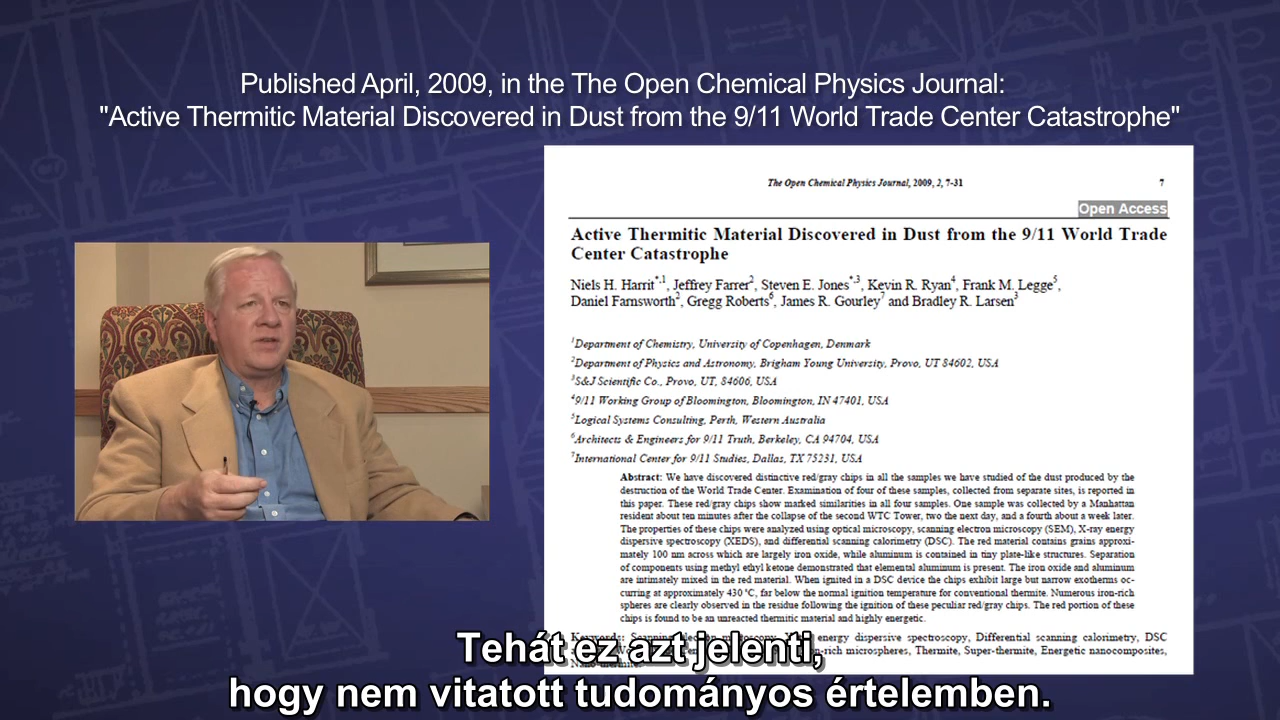 Published April, 2009, in the The Open Chemical Physics Journal:
"Active Thermitic Material Discovered in Dust from the 9/11 World Trade Center Catastrophe"
The Open Chemical Physics Journal, 2009, 2, 7-31
7
Open Access
Active Thermitic Material Discovered in Dust from the 9/11 World Trade
Center Catastrophe
Niels H. Harrit*,1, Jeffrey Farrer2, Steven E. Jones*,3, Kevin R. Ryan4, Frank M. Legge5,
Daniel Farnsworth2, Gregg Roberts6, James R. Gourley7 and Bradley R. Larsen3
1Department of Chemistry, University of Copenhagen, Denmark
2Department of Physics and Astronomy, Brigham Young University, Provo, UT 84602, USA
3S&J Scientific Co., Provo, UT, 84606, USA
49/11 Working Group of Bloomington, Bloomington, IN 47401, USA
5Logical Systems Consulting, Perth, Western Australia
6Architects & Engineers for 9/11 Truth, Berkeley, CA 94704, USA
7International Center for 9/11 Studies, Dallas, TX 75231, USA
Abstract: We have discovered distinctive red/gray chips in all the samples we have studied of the dust produced by the
destruction of the World Trade Center. Examination of four of these samples, collected from separate sites, is reported in
this paper. These red/gray chips show marked similarities in all four samples. One sample was collected by a Manhattan
resident about ten minutes after the collapse of the second WTC Tower, two the next day, and a fourth about a week later.
The properties of these chips were analyzed using optical microscopy, scanning electron microscopy (SEM), X-ray energy
dispersive spectroscopy (XEDS), and differential scanning calorimetry (DSC). The red material contains grains approxi-
mately 100 nm across which are largely iron oxide, while aluminum is contained in tiny plate-like structures. Separation
of components using methyl ethyl ketone demonstrated that elemental aluminum is present. The iron oxide and aluminum
are intimately mixed in the red material. When ignited in a DSC device the chips exhibit large but narrow exotherms oc-
curring at approximately 430 °C, far below the normal ignition temperature for conventional thermite. Numerous iron-rich
spheres are clearly observed in the residue following the ignition of these peculiar red/gray chips. The red portion of these
chips is found to be an unreacted thermitic material and highly energetic.
Keywords: Scanning electron microscopy, energy dispersive spectroscopy, Differential scanning calorimetry, DSC
microspheres, Thermite, Super-thermite, Energetic nanocomposites,
Tehát ez azt jelenti,
hogy nem vitatott tudományos értelemben.